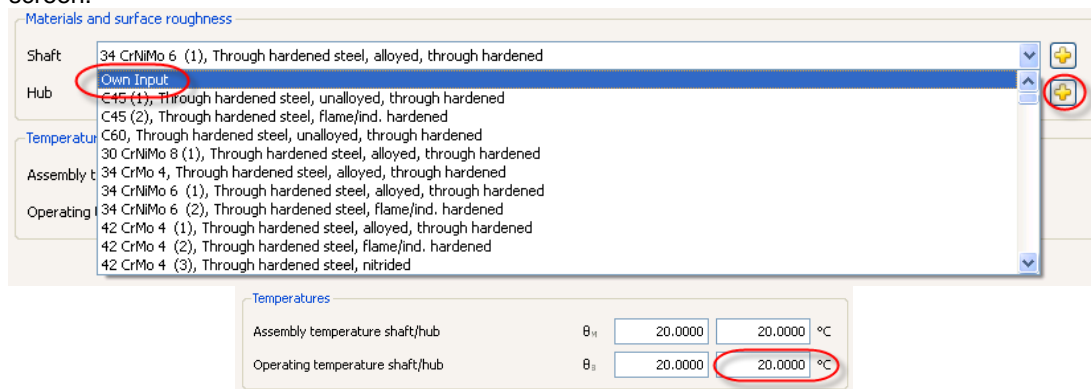 screen.
Materials and surface roughness
Shaft 34 CrNiMo 6 (1), Through hardened steel, alloyed, through hardened
Own Input
Hub C45 (1), Through hardened steel, unalloyed, through hardened
C45 (2), Through hardened steel, flame/ind. hardened
C60, Through hardened steel, unalloyed, through hardened
30 CrNiMo 8 (1), Through hardened steel, alloyed, through hardened
Assembly t 34 CrMo 4, Through hardened steel, alloyed, through hardened
34 CrNiMo 6 (1), Through hardened steel, alloyed, through hardened
Operating 34 CrNiMo 6 (2), Through hardened steel, flame/ind. hardened
42 CrMo 4 (1), Through hardened steel, alloyed, through hardened
42 CrMo 4 (2), Through hardened steel, flame/ind. hardened
42 CrMo 4 (3), Through hardened steel, nitrided
Temperatures
Assembly temperature shaft/hub θM 20.0000 20.0000 °C
Operating temperature shaft/hub θB 20.0000 20.0000 °C